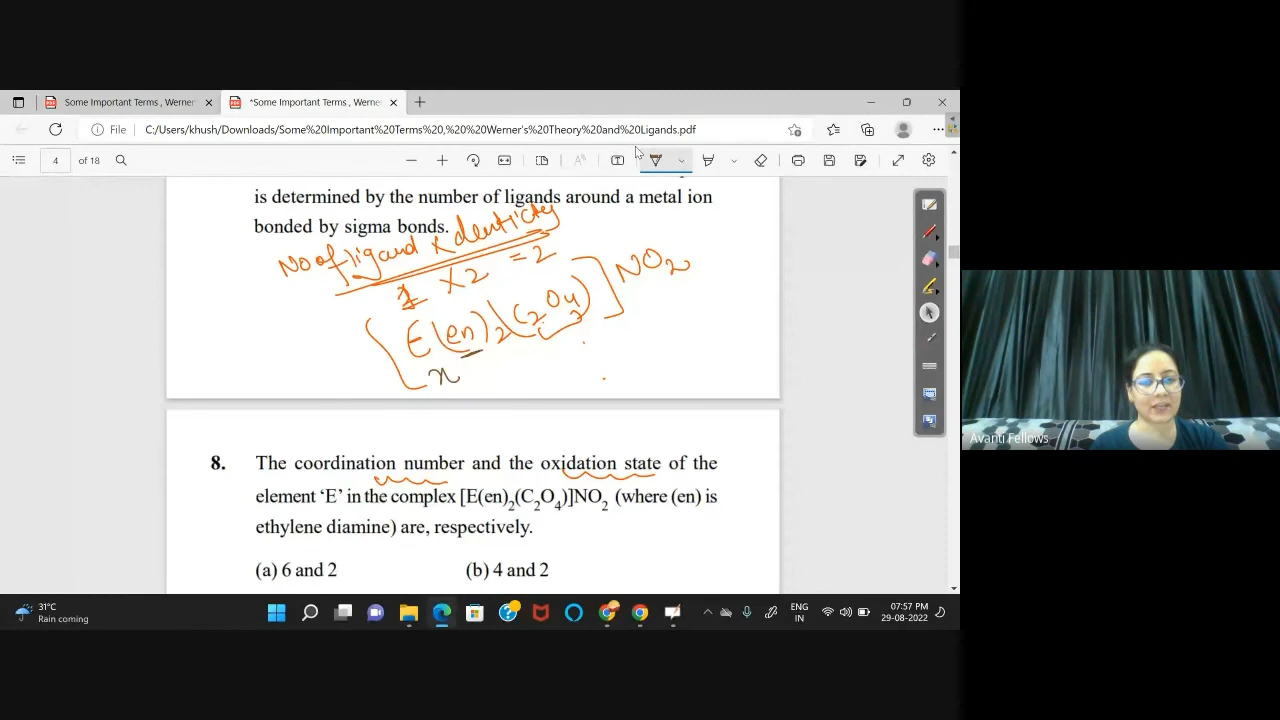 Some Important Terms , Werner
*Some Important Terms , Werne
File C:/Users/khush/Downloads/Some%20Important%20Terms%20,%20%20Werner's%20Theory%20and%20Ligands.pdf
4 of 18
is determined by the number of ligands around a metal ion
bonded by sigma bonds.
No of ligand x denticty
1 x 2 = 2
[E(en)2(C2O4)]NO2
x
8. The coordination number and the oxidation state of the
element ‘E’ in the complex [E(en)2(C2O4)]NO2 (where (en) is
ethylene diamine) are, respectively.
(a) 6 and 2 (b) 4 and 2
Avanti Fellows
31°C
Rain coming
ENG
IN
07:57 PM
29-08-2022